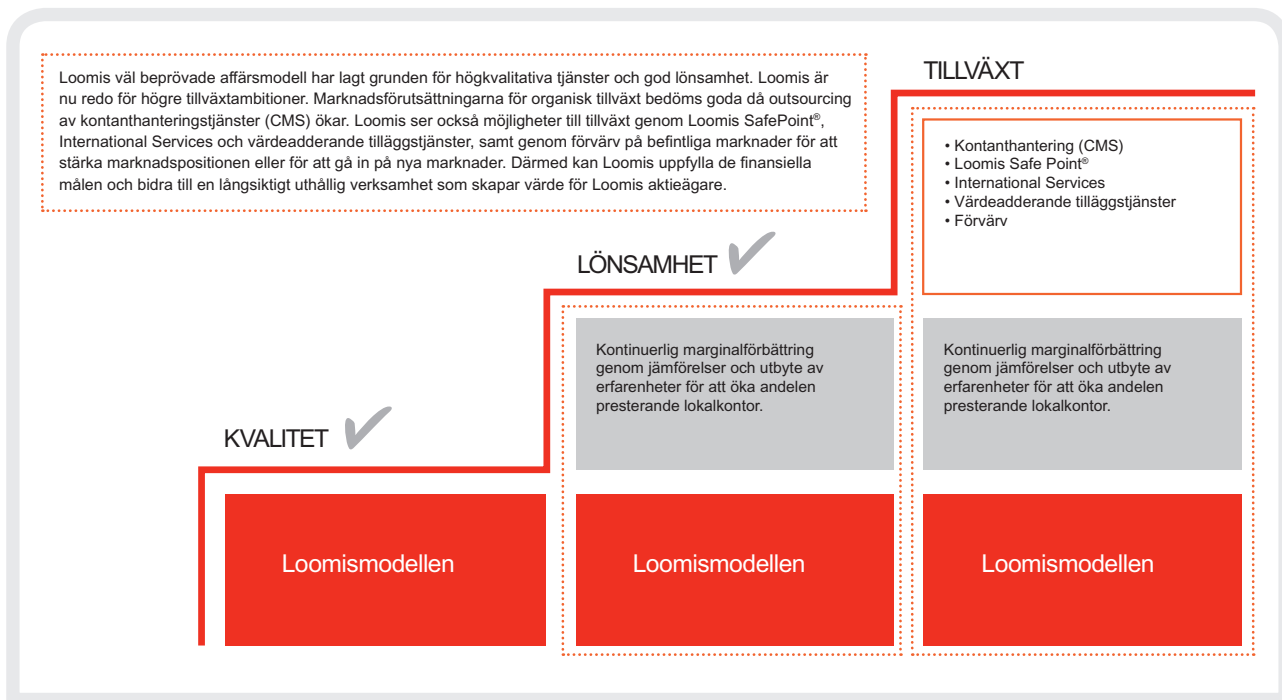 Loomis väl beprövade affärsmodell har lagt grunden för högkvalitativa tjänster och god lönsamhet. Loomis är
nu redo för högre tillväxtambitioner. Marknadsförutsättningarna för organisk tillväxt bedöms goda då outsourcing
av kontanthanteringstjänster (CMS) ökar. Loomis ser också möjligheter till tillväxt genom Loomis SafePoint®,
International Services och värdeadderande tilläggstjänster, samt genom förvärv på befintliga marknader för att
stärka marknadspositionen eller för att gå in på nya marknader. Därmed kan Loomis uppfylla de finansiella
målen och bidra till en långsiktigt uthållig verksamhet som skapar värde för Loomis aktieägare.
TILLVÄXT
• Kontanthantering (CMS)
• Loomis Safe Point®
• International Services
• Värdeadderande tilläggstjänster
• Förvärv
LÖNSAMHET
Kontinuerlig marginalförbättring
genom jämförelser och utbyte av
erfarenheter för att öka andelen
presterande lokalkontor.
Kontinuerlig marginalförbättring
genom jämförelser och utbyte av
erfarenheter för att öka andelen
presterande lokalkontor.
KVALITET
Loomismodellen
Loomismodellen
Loomismodellen